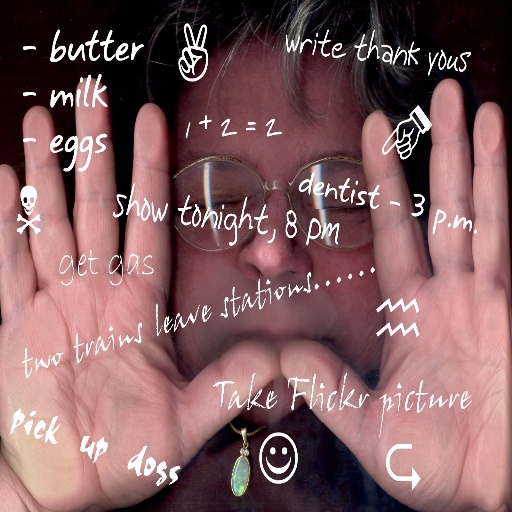 - butter
- milk
- eggs
write thank yous
1 + 2 = 2
dentist - 3 p.m.
show tonight, 8 pm
get gas
two trains leave stations......
Take Flickr picture
pick up dogs